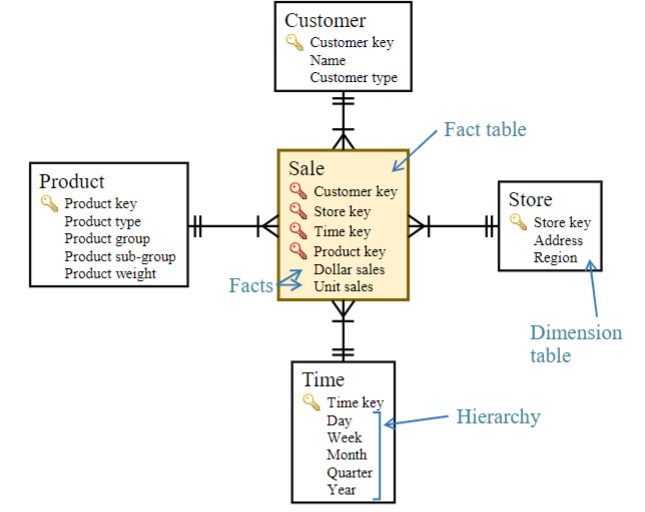 Customer
Customer key
Name
Customer type
Fact table
Sale
Customer key
Store key
Time key
Product key
Dollar sales
Unit sales
Facts
Product
Product key
Product type
Product group
Product sub-group
Product weight
Store
Store key
Address
Region
Dimension
table
Time
Time key
Day
Week
Month
Quarter
Year
Hierarchy